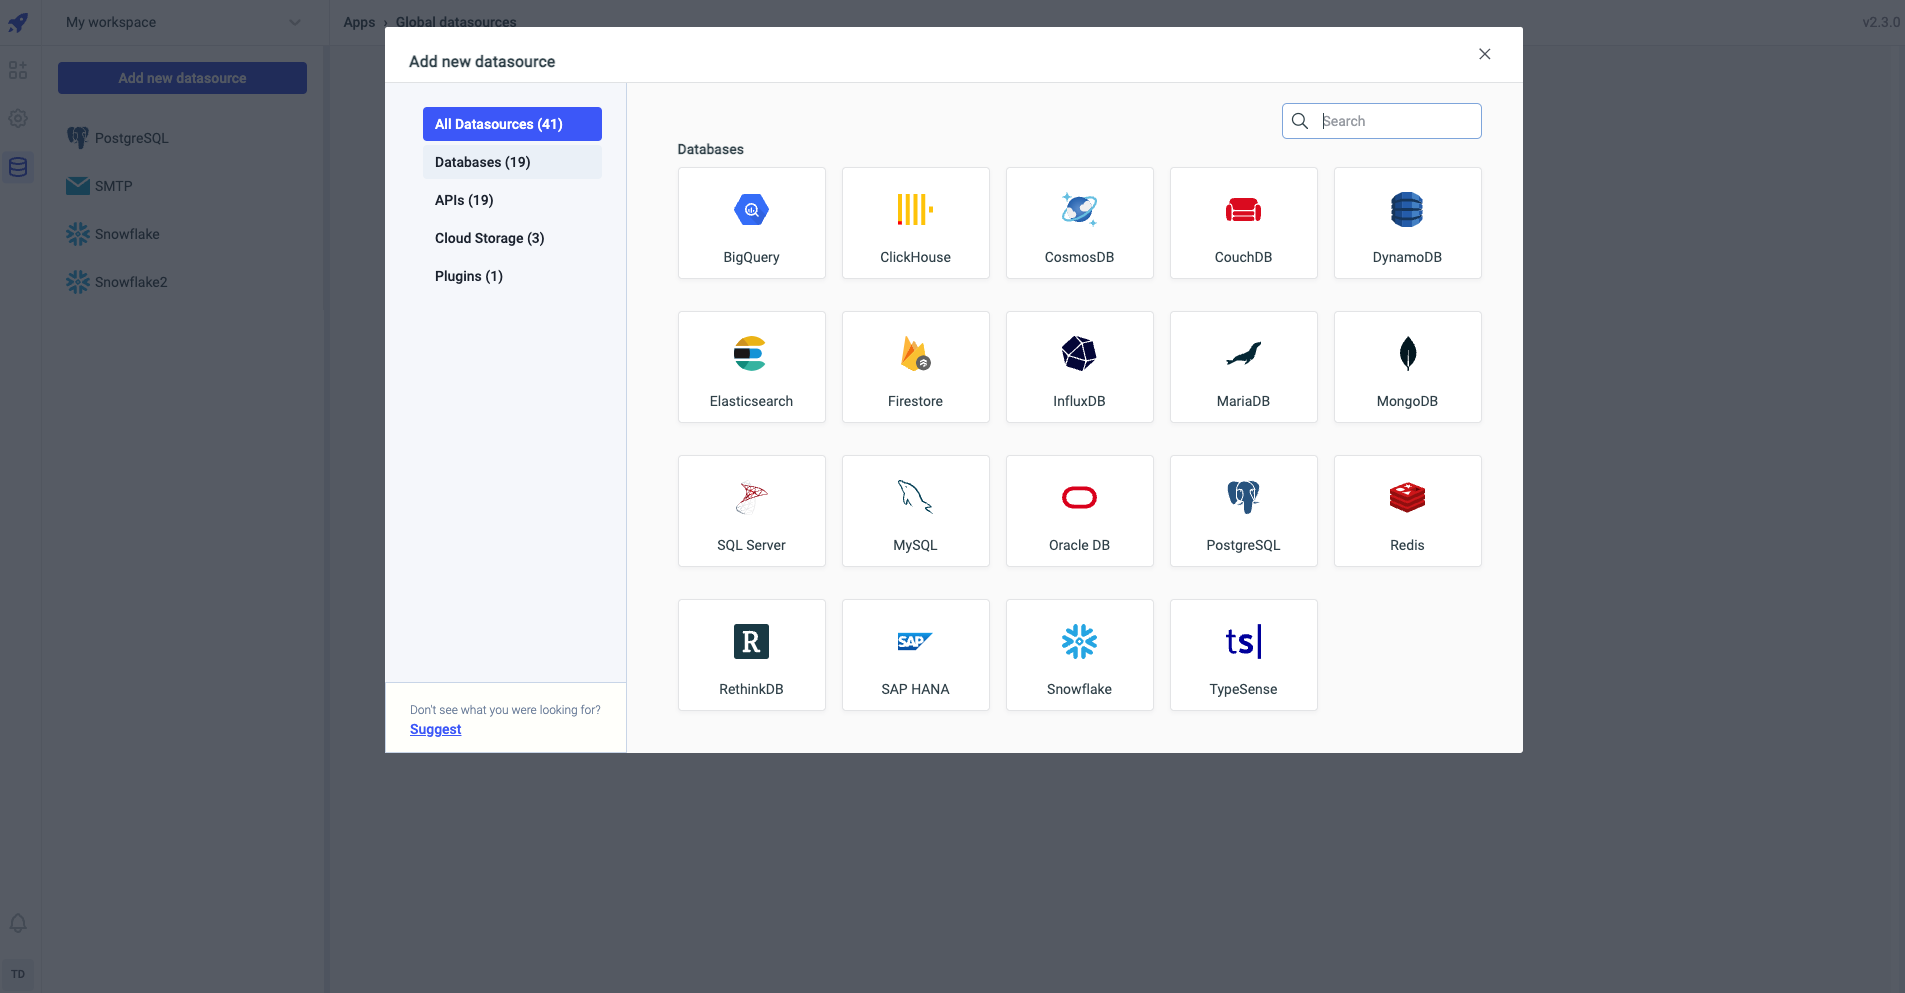 My workspace
Apps › Global datasources
v2.3.0
Add new datasource
PostgreSQL
SMTP
Snowflake
Snowflake2
TD
Add new datasource
All Datasources (41)
Databases (19)
APIs (19)
Cloud Storage (3)
Plugins (1)
Don't see what you were looking for?
Suggest
Search
Databases
BigQuery
ClickHouse
CosmosDB
CouchDB
DynamoDB
Elasticsearch
Firestore
InfluxDB
MariaDB
MongoDB
SQL Server
MySQL
Oracle DB
PostgreSQL
Redis
R
RethinkDB
SAP
SAP HANA
Snowflake
ts|
TypeSense